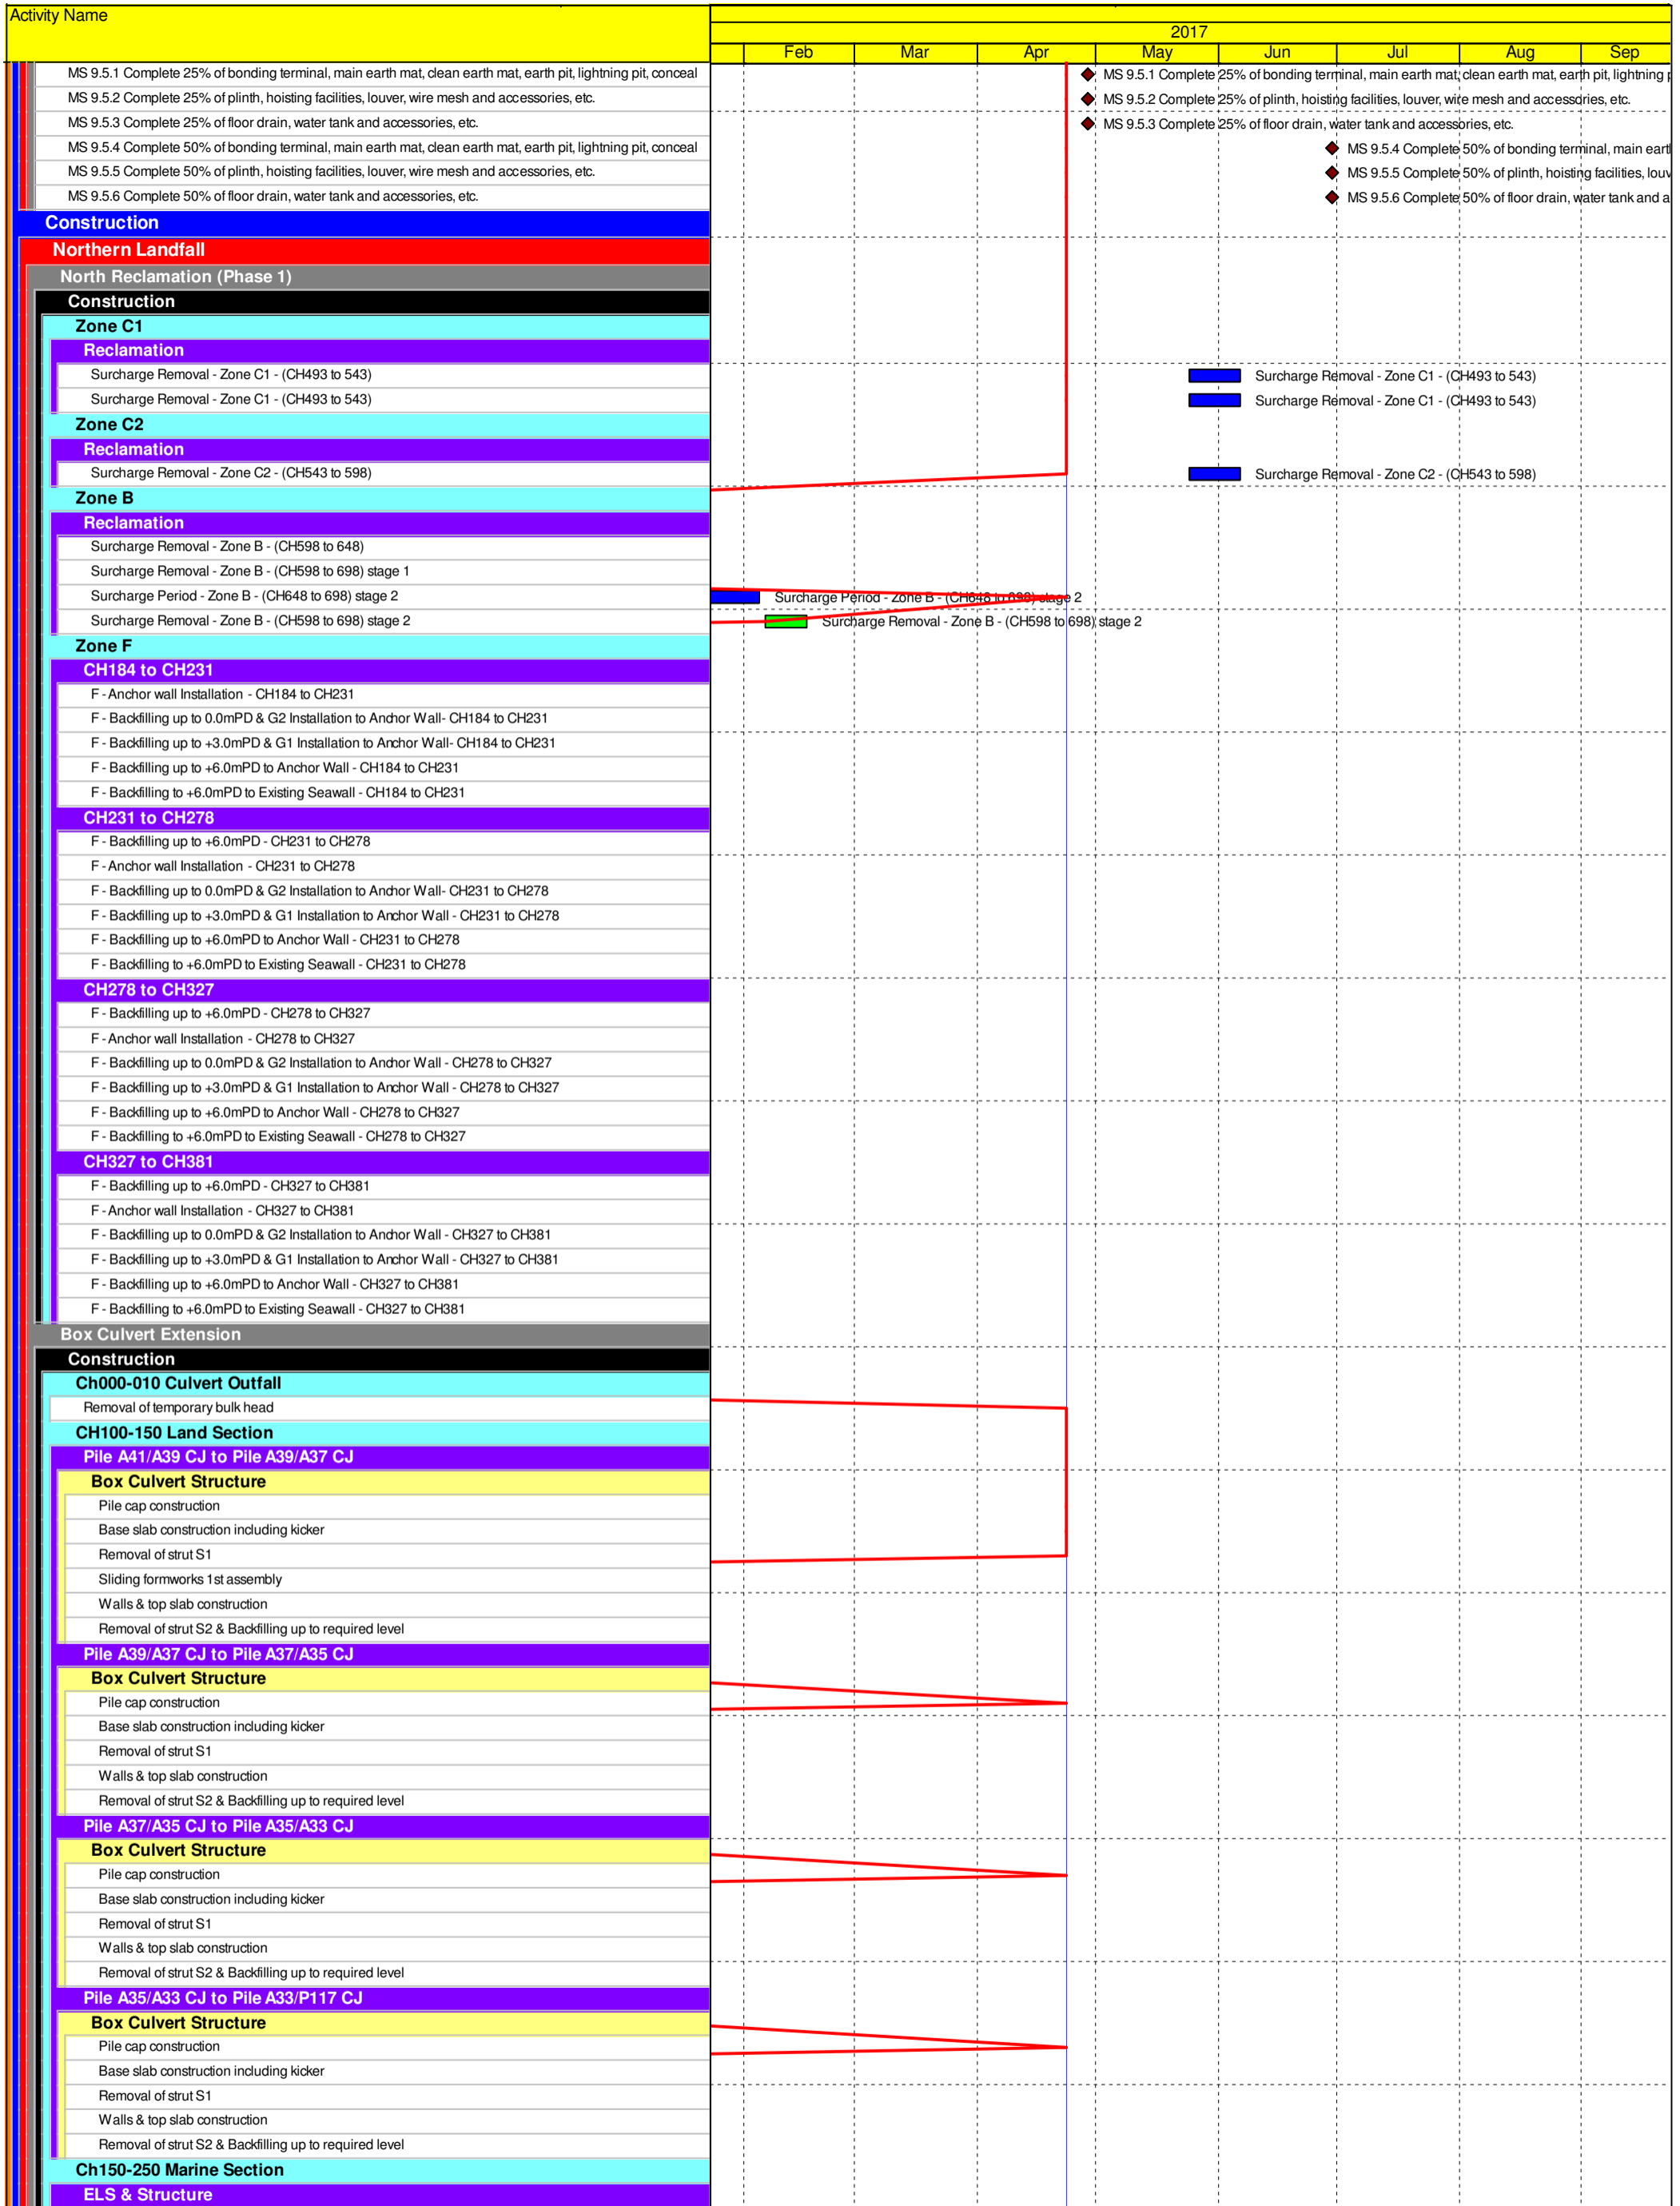 Activity Name
2017
Feb Mar Apr May Jun Jul Aug Sep
MS 9.5.1 Complete 25% of bonding terminal, main earth mat, clean earth mat, earth pit, lightning pit, conceal
MS 9.5.1 Complete 25% of bonding terminal, main earth mat, clean earth mat, earth pit, lightning p
MS 9.5.2 Complete 25% of plinth, hoisting facilities, louver, wire mesh and accessories, etc.
MS 9.5.2 Complete 25% of plinth, hoisting facilities, louver, wire mesh and accessories, etc.
MS 9.5.3 Complete 25% of floor drain, water tank and accessories, etc.
MS 9.5.3 Complete 25% of floor drain, water tank and accessories, etc.
MS 9.5.4 Complete 50% of bonding terminal, main earth mat, clean earth mat, earth pit, lightning pit, conceal
MS 9.5.4 Complete 50% of bonding terminal, main eart
MS 9.5.5 Complete 50% of plinth, hoisting facilities, louver, wire mesh and accessories, etc.
MS 9.5.5 Complete 50% of plinth, hoisting facilities, louv
MS 9.5.6 Complete 50% of floor drain, water tank and accessories, etc.
MS 9.5.6 Complete 50% of floor drain, water tank and a
Construction
Northern Landfall
North Reclamation (Phase 1)
Construction
Zone C1
Reclamation
Surcharge Removal - Zone C1 - (CH493 to 543)
Surcharge Removal - Zone C1 - (CH493 to 543)
Surcharge Removal - Zone C1 - (CH493 to 543)
Surcharge Removal - Zone C1 - (CH493 to 543)
Zone C2
Reclamation
Surcharge Removal - Zone C2 - (CH543 to 598)
Surcharge Removal - Zone C2 - (CH543 to 598)
Zone B
Reclamation
Surcharge Removal - Zone B - (CH598 to 648)
Surcharge Removal - Zone B - (CH598 to 698) stage 1
Surcharge Period - Zone B - (CH648 to 698) stage 2
Surcharge Period - Zone B - (CH648 to 698) stage 2
Surcharge Removal - Zone B - (CH598 to 698) stage 2
Surcharge Removal - Zone B - (CH598 to 698) stage 2
Zone F
CH184 to CH231
F - Anchor wall Installation - CH184 to CH231
F - Backfilling up to 0.0mPD & G2 Installation to Anchor Wall- CH184 to CH231
F - Backfilling up to +3.0mPD & G1 Installation to Anchor Wall- CH184 to CH231
F - Backfilling up to +6.0mPD to Anchor Wall - CH184 to CH231
F - Backfilling to +6.0mPD to Existing Seawall - CH184 to CH231
CH231 to CH278
F - Backfilling up to +6.0mPD - CH231 to CH278
F - Anchor wall Installation - CH231 to CH278
F - Backfilling up to 0.0mPD & G2 Installation to Anchor Wall- CH231 to CH278
F - Backfilling up to +3.0mPD & G1 Installation to Anchor Wall - CH231 to CH278
F - Backfilling up to +6.0mPD to Anchor Wall - CH231 to CH278
F - Backfilling to +6.0mPD to Existing Seawall - CH231 to CH278
CH278 to CH327
F - Backfilling up to +6.0mPD - CH278 to CH327
F - Anchor wall Installation - CH278 to CH327
F - Backfilling up to 0.0mPD & G2 Installation to Anchor Wall - CH278 to CH327
F - Backfilling up to +3.0mPD & G1 Installation to Anchor Wall - CH278 to CH327
F - Backfilling up to +6.0mPD to Anchor Wall - CH278 to CH327
F - Backfilling to +6.0mPD to Existing Seawall - CH278 to CH327
CH327 to CH381
F - Backfilling up to +6.0mPD - CH327 to CH381
F - Anchor wall Installation - CH327 to CH381
F - Backfilling up to 0.0mPD & G2 Installation to Anchor Wall - CH327 to CH381
F - Backfilling up to +3.0mPD & G1 Installation to Anchor Wall - CH327 to CH381
F - Backfilling up to +6.0mPD to Anchor Wall - CH327 to CH381
F - Backfilling to +6.0mPD to Existing Seawall - CH327 to CH381
Box Culvert Extension
Construction
Ch000-010 Culvert Outfall
Removal of temporary bulk head
CH100-150 Land Section
Pile A41/A39 CJ to Pile A39/A37 CJ
Box Culvert Structure
Pile cap construction
Base slab construction including kicker
Removal of strut S1
Sliding formworks 1st assembly
Walls & top slab construction
Removal of strut S2 & Backfilling up to required level
Pile A39/A37 CJ to Pile A37/A35 CJ
Box Culvert Structure
Pile cap construction
Base slab construction including kicker
Removal of strut S1
Walls & top slab construction
Removal of strut S2 & Backfilling up to required level
Pile A37/A35 CJ to Pile A35/A33 CJ
Box Culvert Structure
Pile cap construction
Base slab construction including kicker
Removal of strut S1
Walls & top slab construction
Removal of strut S2 & Backfilling up to required level
Pile A35/A33 CJ to Pile A33/P117 CJ
Box Culvert Structure
Pile cap construction
Base slab construction including kicker
Removal of strut S1
Walls & top slab construction
Removal of strut S2 & Backfilling up to required level
Ch150-250 Marine Section
ELS & Structure